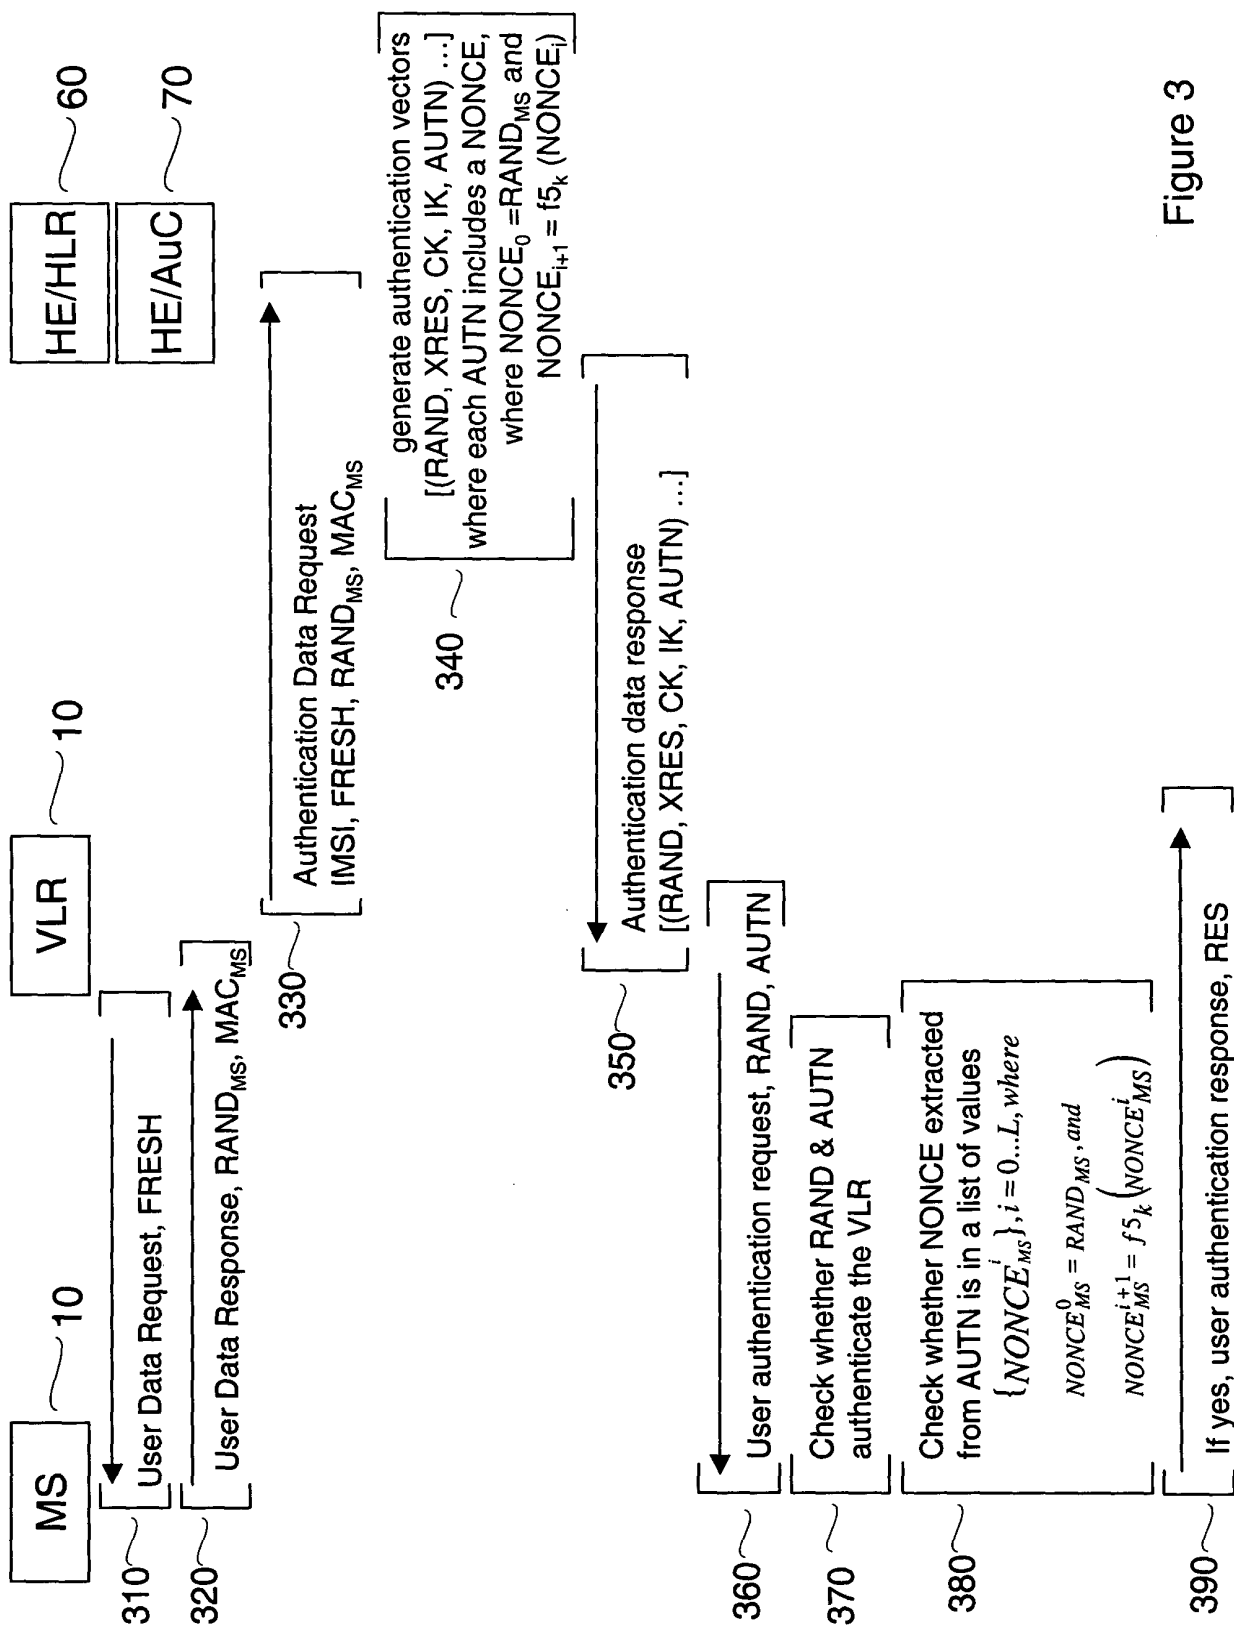 MS 10
VLR 10
HE/HLR 60
HE/AuC 70
310
User Data Request, FRESH
320
User Data Response, RAND_MS, MAC_MS
330
Authentication Data Request
IMSI, FRESH, RAND_MS, MAC_MS
340
generate authentication vectors
[(RAND, XRES, CK, IK, AUTN) ...]
where each AUTN includes a NONCE,
where NONCE_0 =RAND_MS and
NONCE_i+1 = f5_k (NONCE_i)
350
Authentication data response
[(RAND, XRES, CK, IK, AUTN) ...]
360
User authentication request, RAND, AUTN
370
Check whether RAND & AUTN
authenticate the VLR
380
Check whether NONCE extracted
from AUTN is in a list of values
{NONCE^i_MS}, i = 0...L, where
NONCE^0_MS = RAND_MS, and
NONCE^i+1_MS = f5_k (NONCE^i_MS)
390
If yes, user authentication response, RES
Figure 3